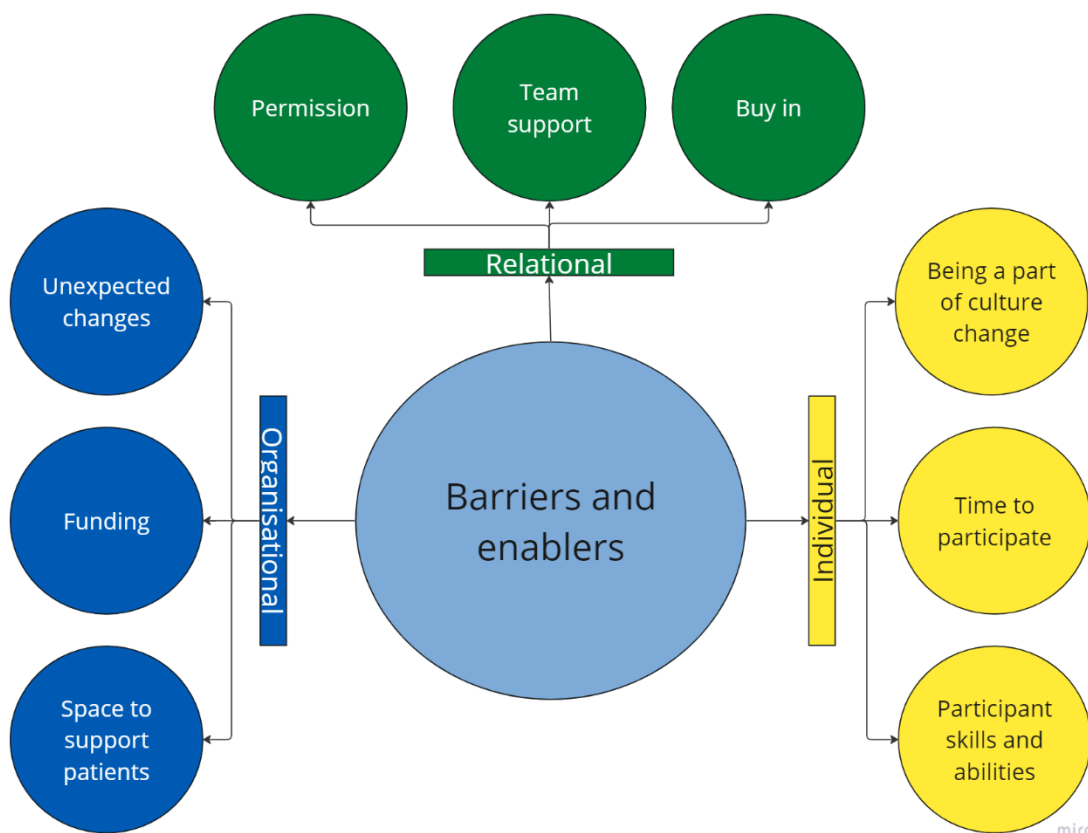 Permission
Team
support
Buy in
Relational
Unexpected
changes
Funding
Space to
support
patients
Organisational
Barriers and
enablers
Individual
Being a part
of culture
change
Time to
participate
Participant
skills and
abilities